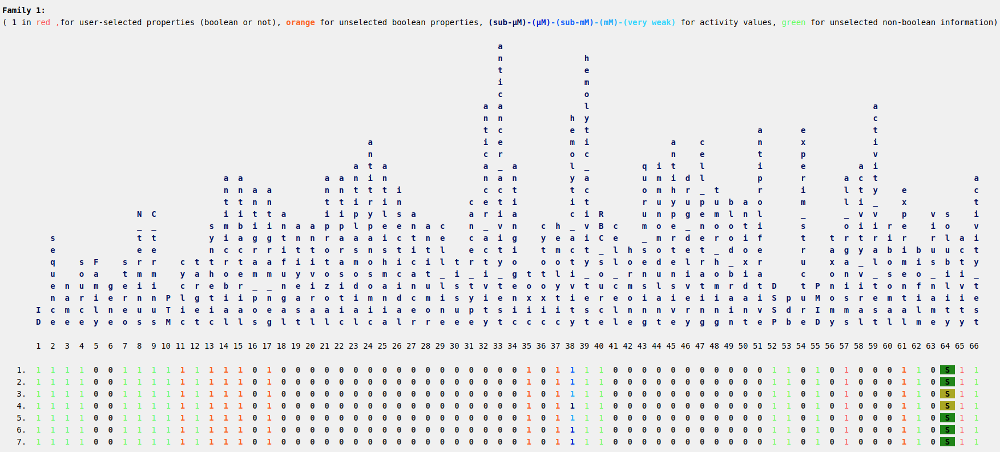 Family 1:
( 1 in red ,for user-selected properties (boolean or not), orange for unselected boolean properties, (sub-µM)-(µM)-(sub-mM)-(mM)-(very weak) for activity values, green for unselected non-boolean information)
ID
sequence
name
source
Family
gene
stereo
N_terminus
C_terminus
PTM
cyclic
target
synthetic
antimicrobial
antibacterial
antigram_pos
antigram_neg
antifungal
antiyeast
antiviral
antiprotozoal
antiparasitic
antiplasmodial
antitrypanosomic
antileishmania
insecticidal
anticancer
antitumor
cell_line
tissue
cancer_type
anticancer_activity
anticancer_activity_test
antiangiogenic
toxic
cytotoxic
hemolytic
hemolytic_activity
hemolytic_activity_test
RBC_source
cell_cell
hormone
quorum_sensing
immunomodulant
antihypertensive
drug_delivery
cell_penetrating
tumor_homing
blood_brain
antioxidant
antiproliferative
DSSP
pdb
experim_structure
PMID
taxonomy
all_organisms
activity_viral
activity_viral_test
ribosomal
experimental
biofilm
virus_name
solubility
activity
activity_test
1 2 3 4 5 6 7 8 9 10 11 12 13 14 15 16 17 18 19 20 21 22 23 24 25 26 27 28 29 30 31 32 33 34 35 36 37 38 39 40 41 42 43 44 45 46 47 48 49 50 51 52 53 54 55 56 57 58 59 60 61 62 63 64 65 66
1. 1 1 1 1 0 0 1 1 1 1 1 1 1 1 1 0 1 0 0 0 0 0 0 0 0 0 0 0 0 0 0 0 0 0 1 0 1 1 1 1 0 0 0 0 0 0 0 0 0 0 0 1 1 0 1 0 1 0 0 0 1 1 0 S 1 1
2. 1 1 1 1 0 0 1 1 1 1 1 1 1 1 1 0 1 0 0 0 0 0 0 0 0 0 0 0 0 0 0 0 0 0 1 0 1 1 1 1 0 0 0 0 0 0 0 0 0 0 0 1 1 0 1 0 1 0 0 0 1 1 0 S 1 1
3. 1 1 1 1 0 0 1 1 1 1 1 1 1 1 1 0 1 0 0 0 0 0 0 0 0 0 0 0 0 0 0 0 0 0 1 0 1 1 1 1 0 0 0 0 0 0 0 0 0 0 0 1 1 0 1 0 1 0 0 0 1 1 0 S 1 1
4. 1 1 1 1 0 0 1 1 1 1 1 1 1 1 1 0 1 0 0 0 0 0 0 0 0 0 0 0 0 0 0 0 0 0 1 0 1 1 1 1 0 0 0 0 0 0 0 0 0 0 0 1 1 0 1 0 1 0 0 0 1 1 0 S 1 1
5. 1 1 1 1 0 0 1 1 1 1 1 1 1 1 1 0 1 0 0 0 0 0 0 0 0 0 0 0 0 0 0 0 0 0 1 0 1 1 1 1 0 0 0 0 0 0 0 0 0 0 0 1 1 0 1 0 1 0 0 0 1 1 0 S 1 1
6. 1 1 1 1 0 0 1 1 1 1 1 1 1 1 1 0 1 0 0 0 0 0 0 0 0 0 0 0 0 0 0 0 0 0 1 0 1 1 1 1 0 0 0 0 0 0 0 0 0 0 0 1 1 0 1 0 1 0 0 0 1 1 0 S 1 1
7. 1 1 1 1 0 0 1 1 1 1 1 1 1 1 1 0 1 0 0 0 0 0 0 0 0 0 0 0 0 0 0 0 0 0 1 0 1 1 1 1 0 0 0 0 0 0 0 0 0 0 0 1 1 0 1 0 1 0 0 0 1 1 0 S 1 1